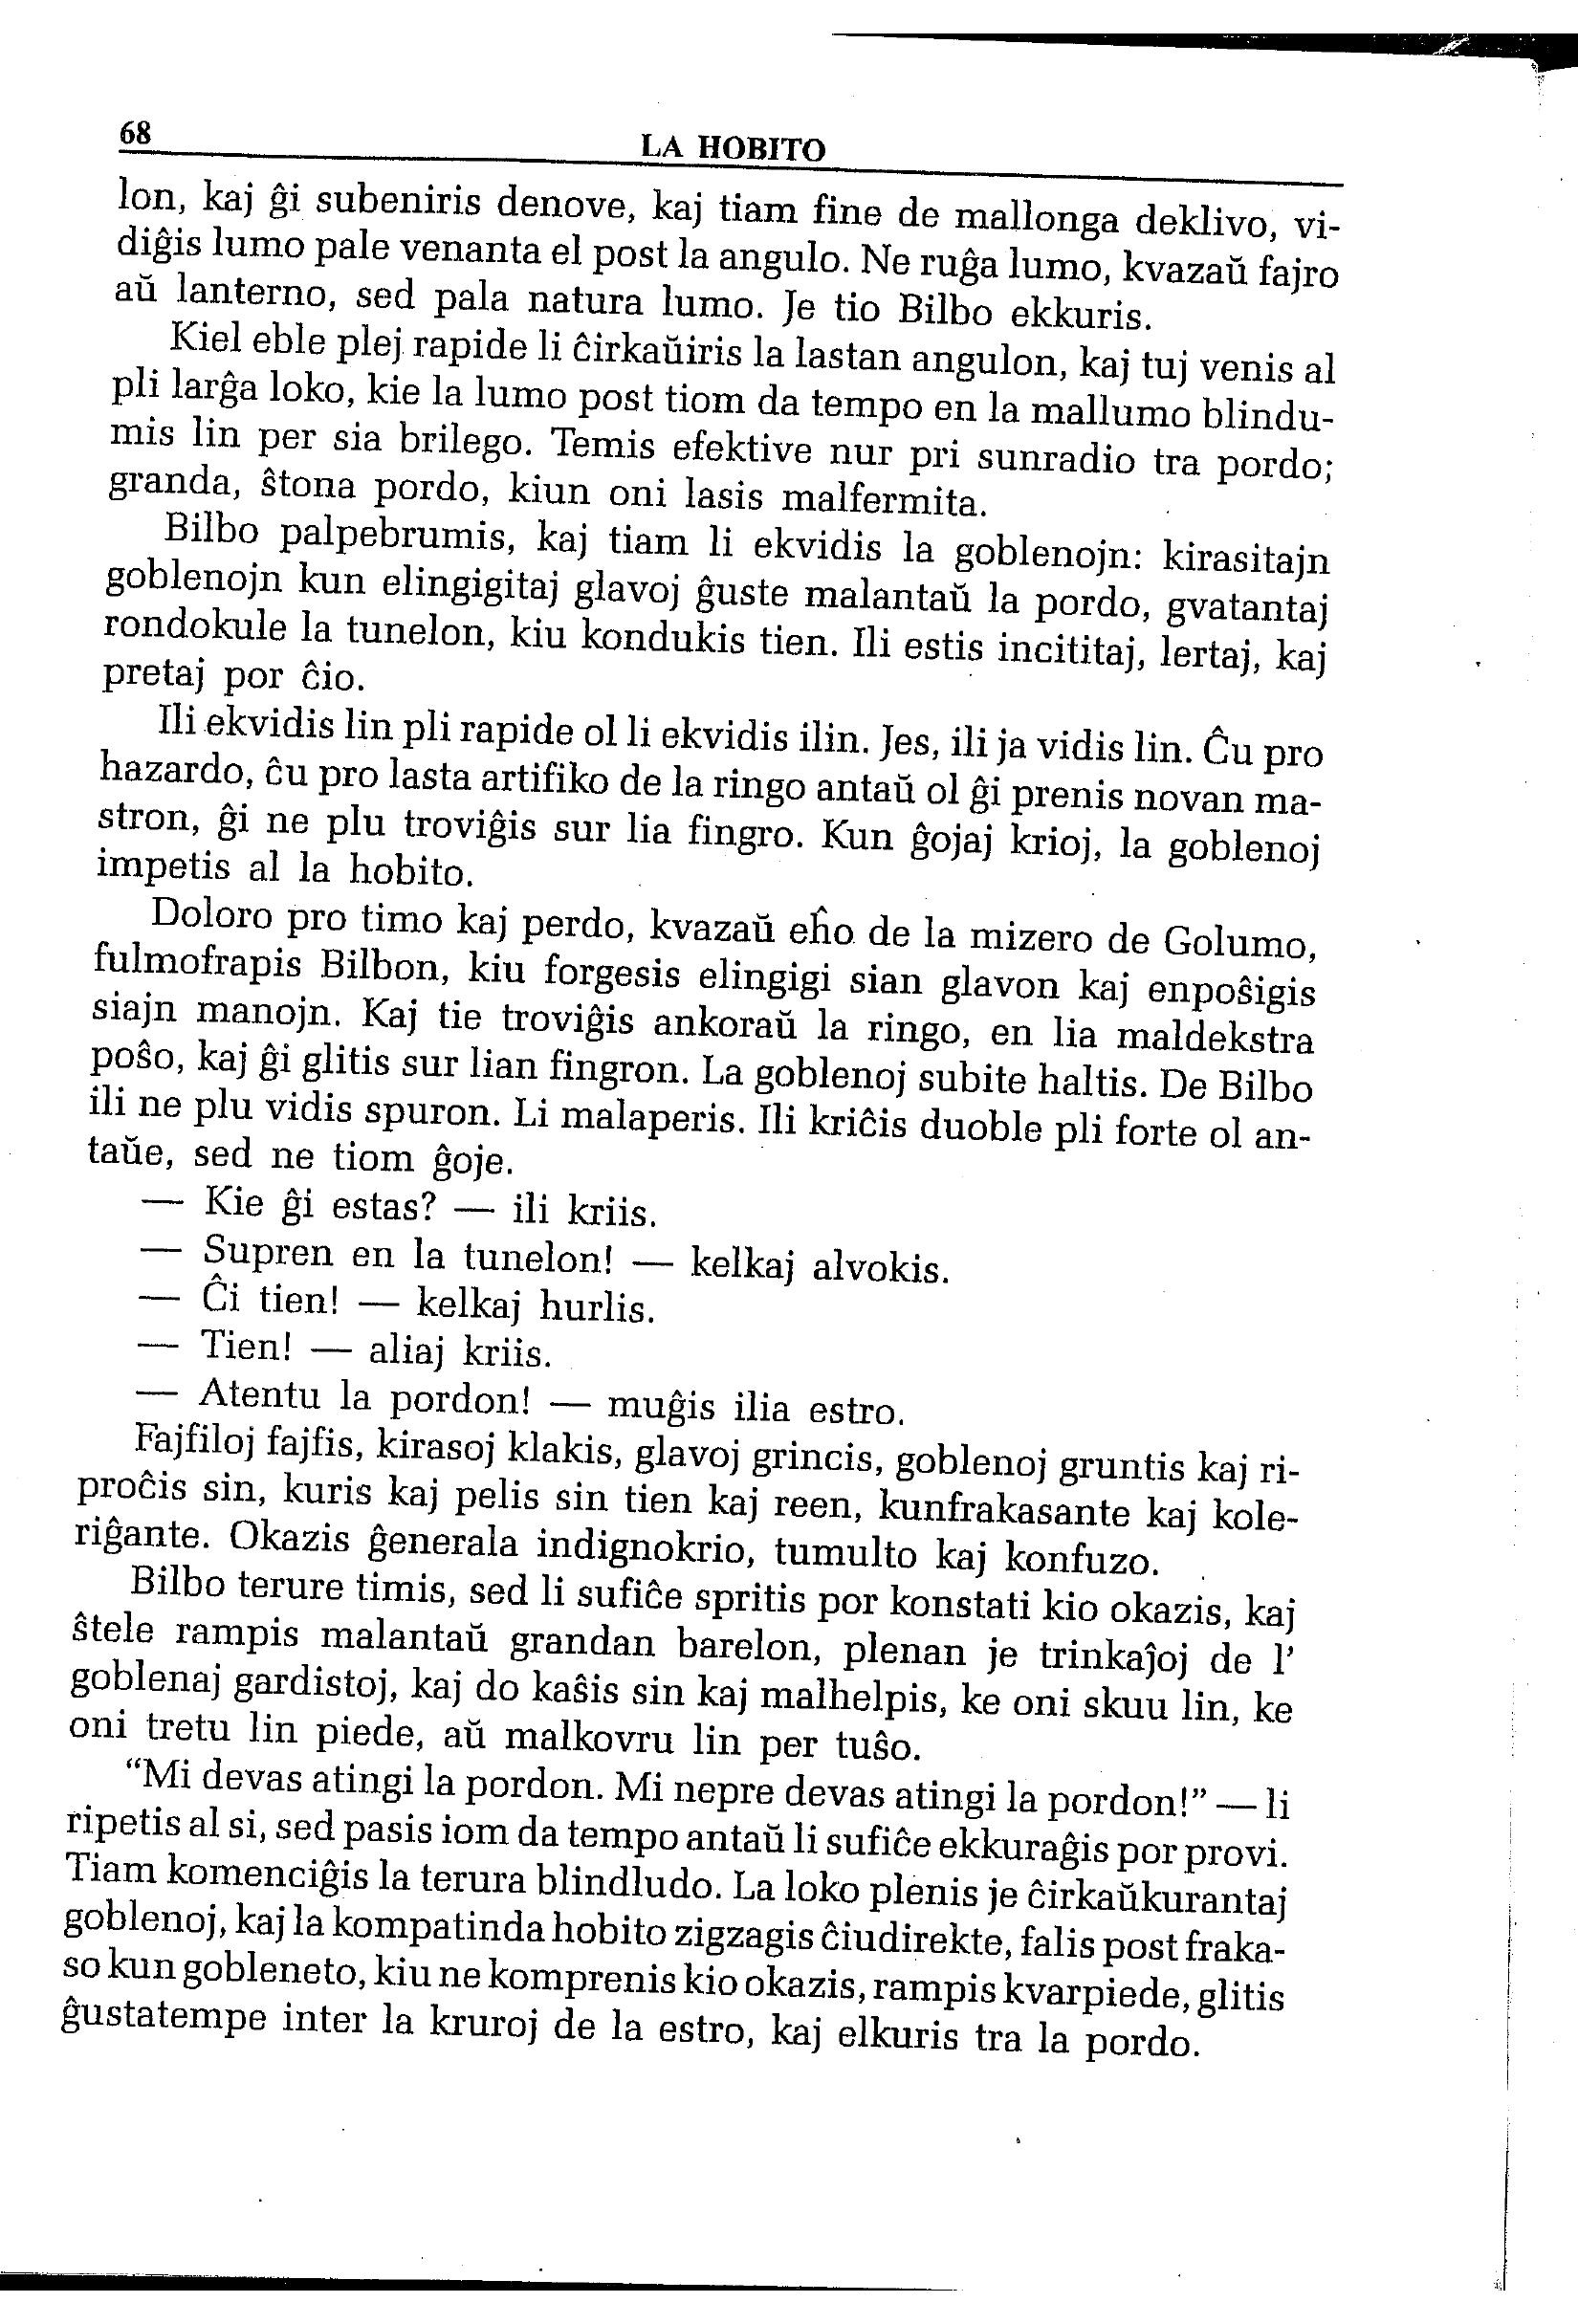 68
LA HOBITO
lon, kaj ĝi subeniris denove, kaj tiam fine de mallonga deklivo, vi-
diĝis lumo pale venanta el post la angulo. Ne ruĝa lumo, kvazaŭ fajro
aŭ lanterno, sed pala natura lumo. Je tio Bilbo ekkuris.
Kiel eble plej rapide li ĉirkaŭiris la lastan angulon, kaj tuj venis al
pli larĝa loko, kie la lumo post tiom da tempo en la mallumo blindu-
mis lin per sia brilego. Temis efektive nur pri sunradio tra pordo;
granda, ŝtona pordo, kiun oni lasis malfermita.
Bilbo palpebrumis, kaj tiam li ekvidis la goblenojn: kirasitajn
goblenojn kun elingigitaj glavoj ĝuste malantaŭ la pordo, gvatantaj
rondokule la tunelon, kiu kondukis tien. Ili estis incititaj, lertaj, kaj
pretaj por ĉio.
Ili ekvidis lin pli rapide ol li ekvidis ilin. Jes, ili ja vidis lin. Ĉu pro
hazardo, ĉu pro lasta artifiko de la ringo antaŭ ol ĝi prenis novan ma-
stron, ĝi ne plu troviĝis sur lia fingro. Kun ĝojaj krioj, la goblenoj
impetis al la hobito.
Doloro pro timo kaj perdo, kvazaŭ eĥo de la mizero de Golumo,
fulmofrapis Bilbon, kiu forgesis elingigi sian glavon kaj enpoŝigis
siajn manojn. Kaj tie troviĝis ankoraŭ la ringo, en lia maldekstra
poŝo, kaj ĝi glitis sur lian fingron. La goblenoj subite haltis. De Bilbo
ili ne plu vidis spuron. Li malaperis. Ili kriĉis duoble pli forte ol an-
taŭe, sed ne tiom ĝoje.
— Kie ĝi estas? — ili kriis.
— Supren en la tunelon! — kelkaj alvokis.
— Ĉi tien! — kelkaj hurlis.
— Tien! — aliaj kriis.
— Atentu la pordon! — muĝis ilia estro.
Fajfiloj fajfis, kirasoj klakis, glavoj grincis, goblenoj gruntis kaj ri-
proĉis sin, kuris kaj pelis sin tien kaj reen, kunfrakasante kaj kole-
riĝante. Okazis ĝenerala indignokrio, tumulto kaj konfuzo.
Bilbo terure timis, sed li sufiĉe spritis por konstati kio okazis, kaj
ŝtele rampis malantaŭ grandan barelon, plenan je trinkaĵoj de l’
goblenaj gardistoj, kaj do kaŝis sin kaj malhelpis, ke oni skuu lin, ke
oni tretu lin piede, aŭ malkovru lin per tuŝo.
“Mi devas atingi la pordon. Mi nepre devas atingi la pordon!” — li
ripetis al si, sed pasis iom da tempo antaŭ li sufiĉe ekkuraĝis por provi.
Tiam komenciĝis la terura blindludo. La loko plenis je ĉirkaŭkurantaj
goblenoj, kaj la kompatinda hobito zigzagis ĉiudirekte, falis post fraka-
so kun gobleneto, kiu ne komprenis kio okazis, rampis kvarpiede, glitis
ĝustatempe inter la kruroj de la estro, kaj elkuris tra la pordo.